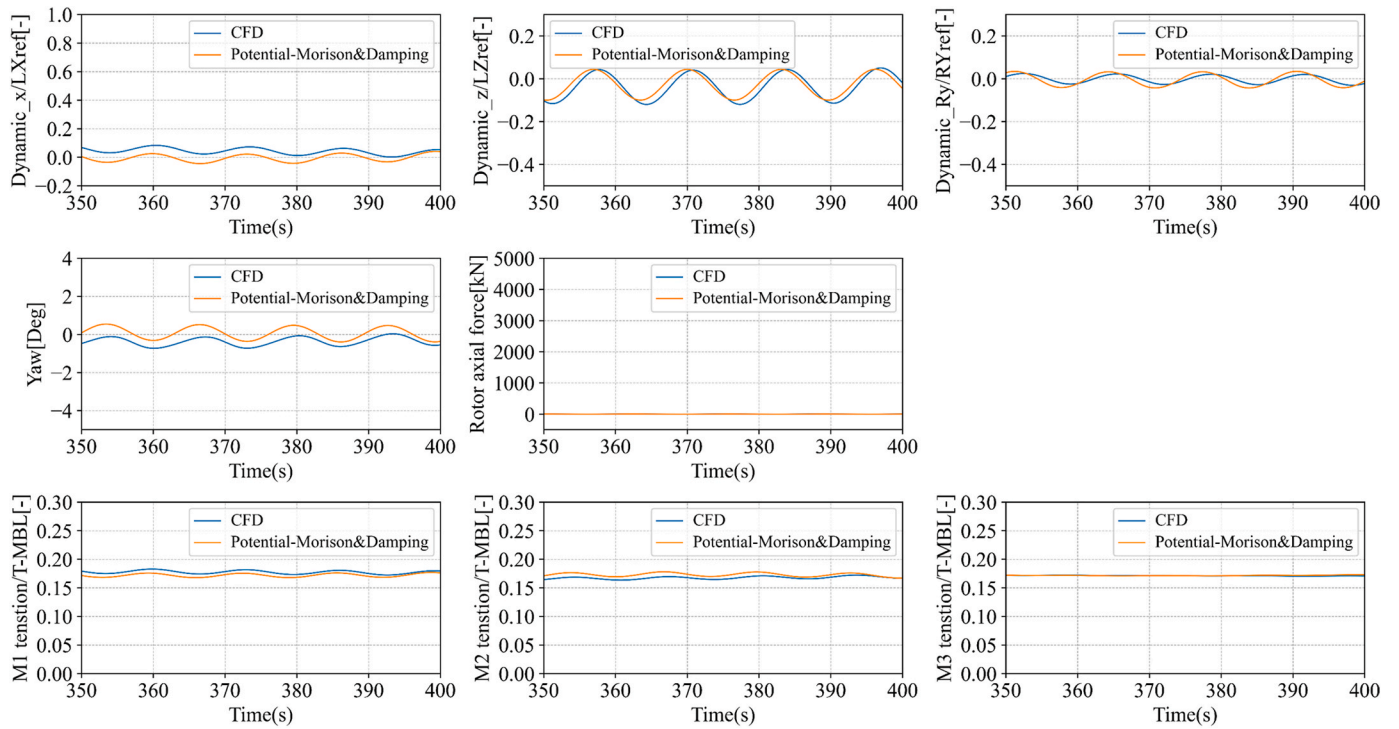 Dynamic_x/LXref[-]
1.0
0.8
0.6
0.4
0.2
0.0
−0.2
CFD
Potential-Morison&Damping
350 360 370 380 390 400
Time(s)
Dynamic_z/LZref[-]
0.2
0.0
−0.2
−0.4
CFD
Potential-Morison&Damping
350 360 370 380 390 400
Time(s)
Dynamic_Ry/RYref[-]
0.2
0.0
−0.2
−0.4
CFD
Potential-Morison&Damping
350 360 370 380 390 400
Time(s)
Yaw[Deg]
4
2
0
−2
−4
CFD
Potential-Morison&Damping
350 360 370 380 390 400
Time(s)
Rotor axial force[kN]
5000
4000
3000
2000
1000
0
CFD
Potential-Morison&Damping
350 360 370 380 390 400
Time(s)
M1 tenstion/T-MBL[-]
0.30
0.25
0.20
0.15
0.10
0.05
0.00
CFD
Potential-Morison&Damping
350 360 370 380 390 400
Time(s)
M2 tenstion/T-MBL[-]
0.30
0.25
0.20
0.15
0.10
0.05
0.00
CFD
Potential-Morison&Damping
350 360 370 380 390 400
Time(s)
M3 tenstion/T-MBL[-]
0.30
0.25
0.20
0.15
0.10
0.05
0.00
CFD
Potential-Morison&Damping
350 360 370 380 390 400
Time(s)